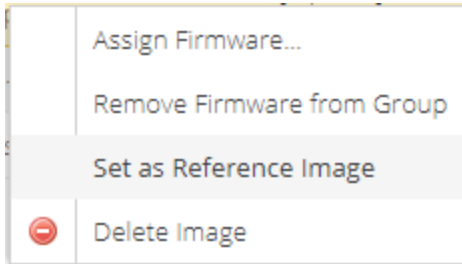 Assign Firmware...
Remove Firmware from Group
Set as Reference Image
Delete Image